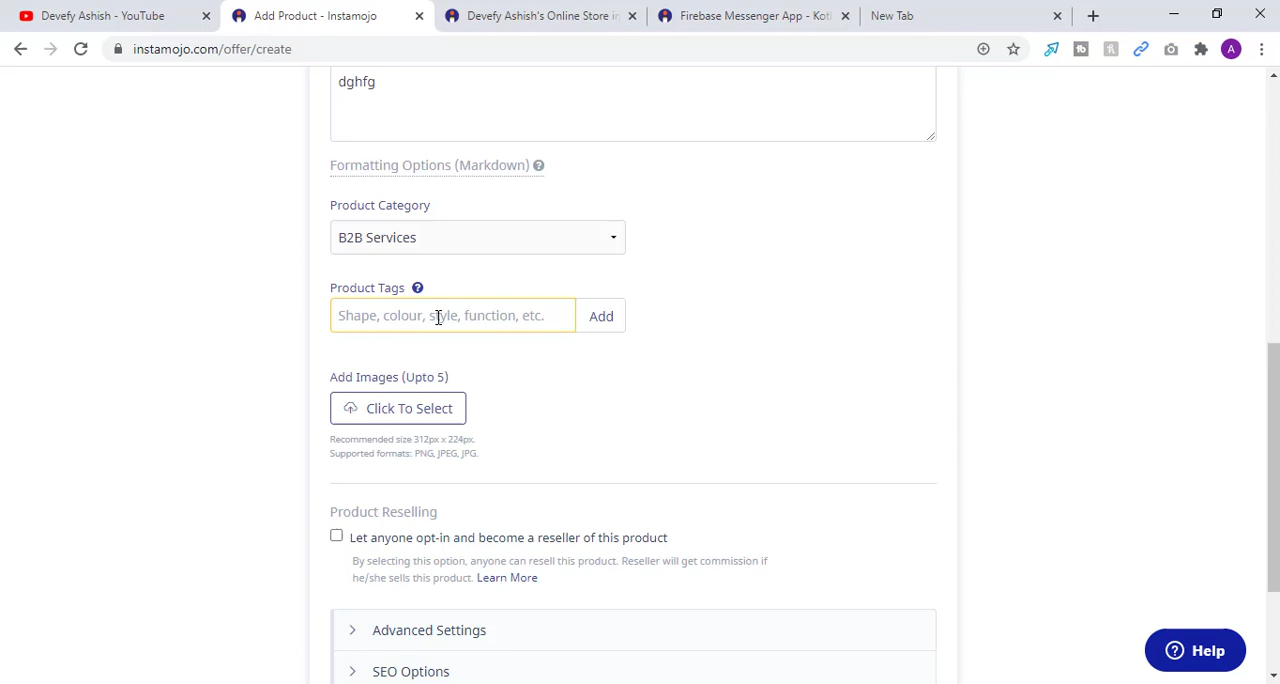 Devefy Ashish - YouTube
Add Product - Instamojo
Devefy Ashish's Online Store in
Firebase Messenger App - Kotl
New Tab
instamojo.com/offer/create
A
dghfg
Formatting Options (Markdown) ?
Product Category
B2B Services
Product Tags ?
Shape, colour, style, function, etc.
Add
Add Images (Upto 5)
Click To Select
Recommended size 312px x 224px.
Supported formats: PNG, JPEG, JPG.
Product Reselling
Let anyone opt-in and become a reseller of this product
By selecting this option, anyone can resell this product. Reseller will get commission if
he/she sells this product. Learn More
Advanced Settings
SEO Options
? Help